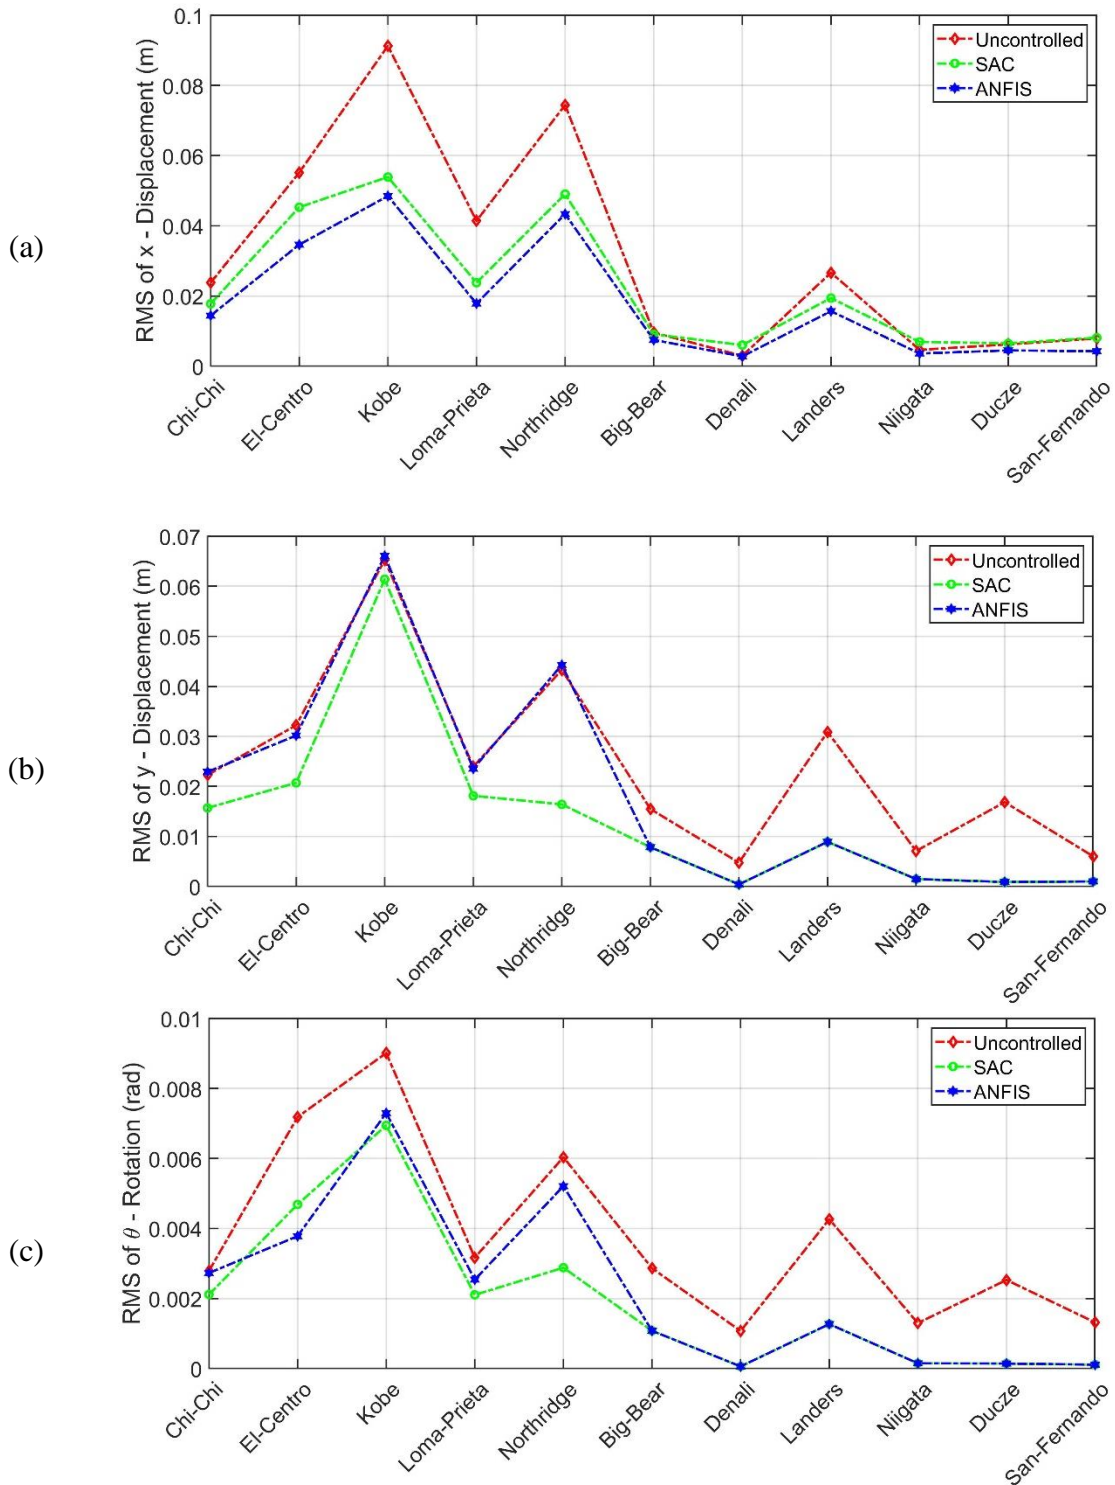 (a)
RMS of x - Displacement (m)
0.1
0.08
0.06
0.04
0.02
0
Uncontrolled
SAC
ANFIS
Chi-Chi
El-Centro
Kobe
Loma-Prieta
Northridge
Big-Bear
Denali
Landers
Niigata
Ducze
San-Fernando
(b)
RMS of y - Displacement (m)
0.07
0.06
0.05
0.04
0.03
0.02
0.01
0
Uncontrolled
SAC
ANFIS
Chi-Chi
El-Centro
Kobe
Loma-Prieta
Northridge
Big-Bear
Denali
Landers
Niigata
Ducze
San-Fernando
(c)
RMS of θ - Rotation (rad)
0.01
0.008
0.006
0.004
0.002
0
Uncontrolled
SAC
ANFIS
Chi-Chi
El-Centro
Kobe
Loma-Prieta
Northridge
Big-Bear
Denali
Landers
Niigata
Ducze
San-Fernando